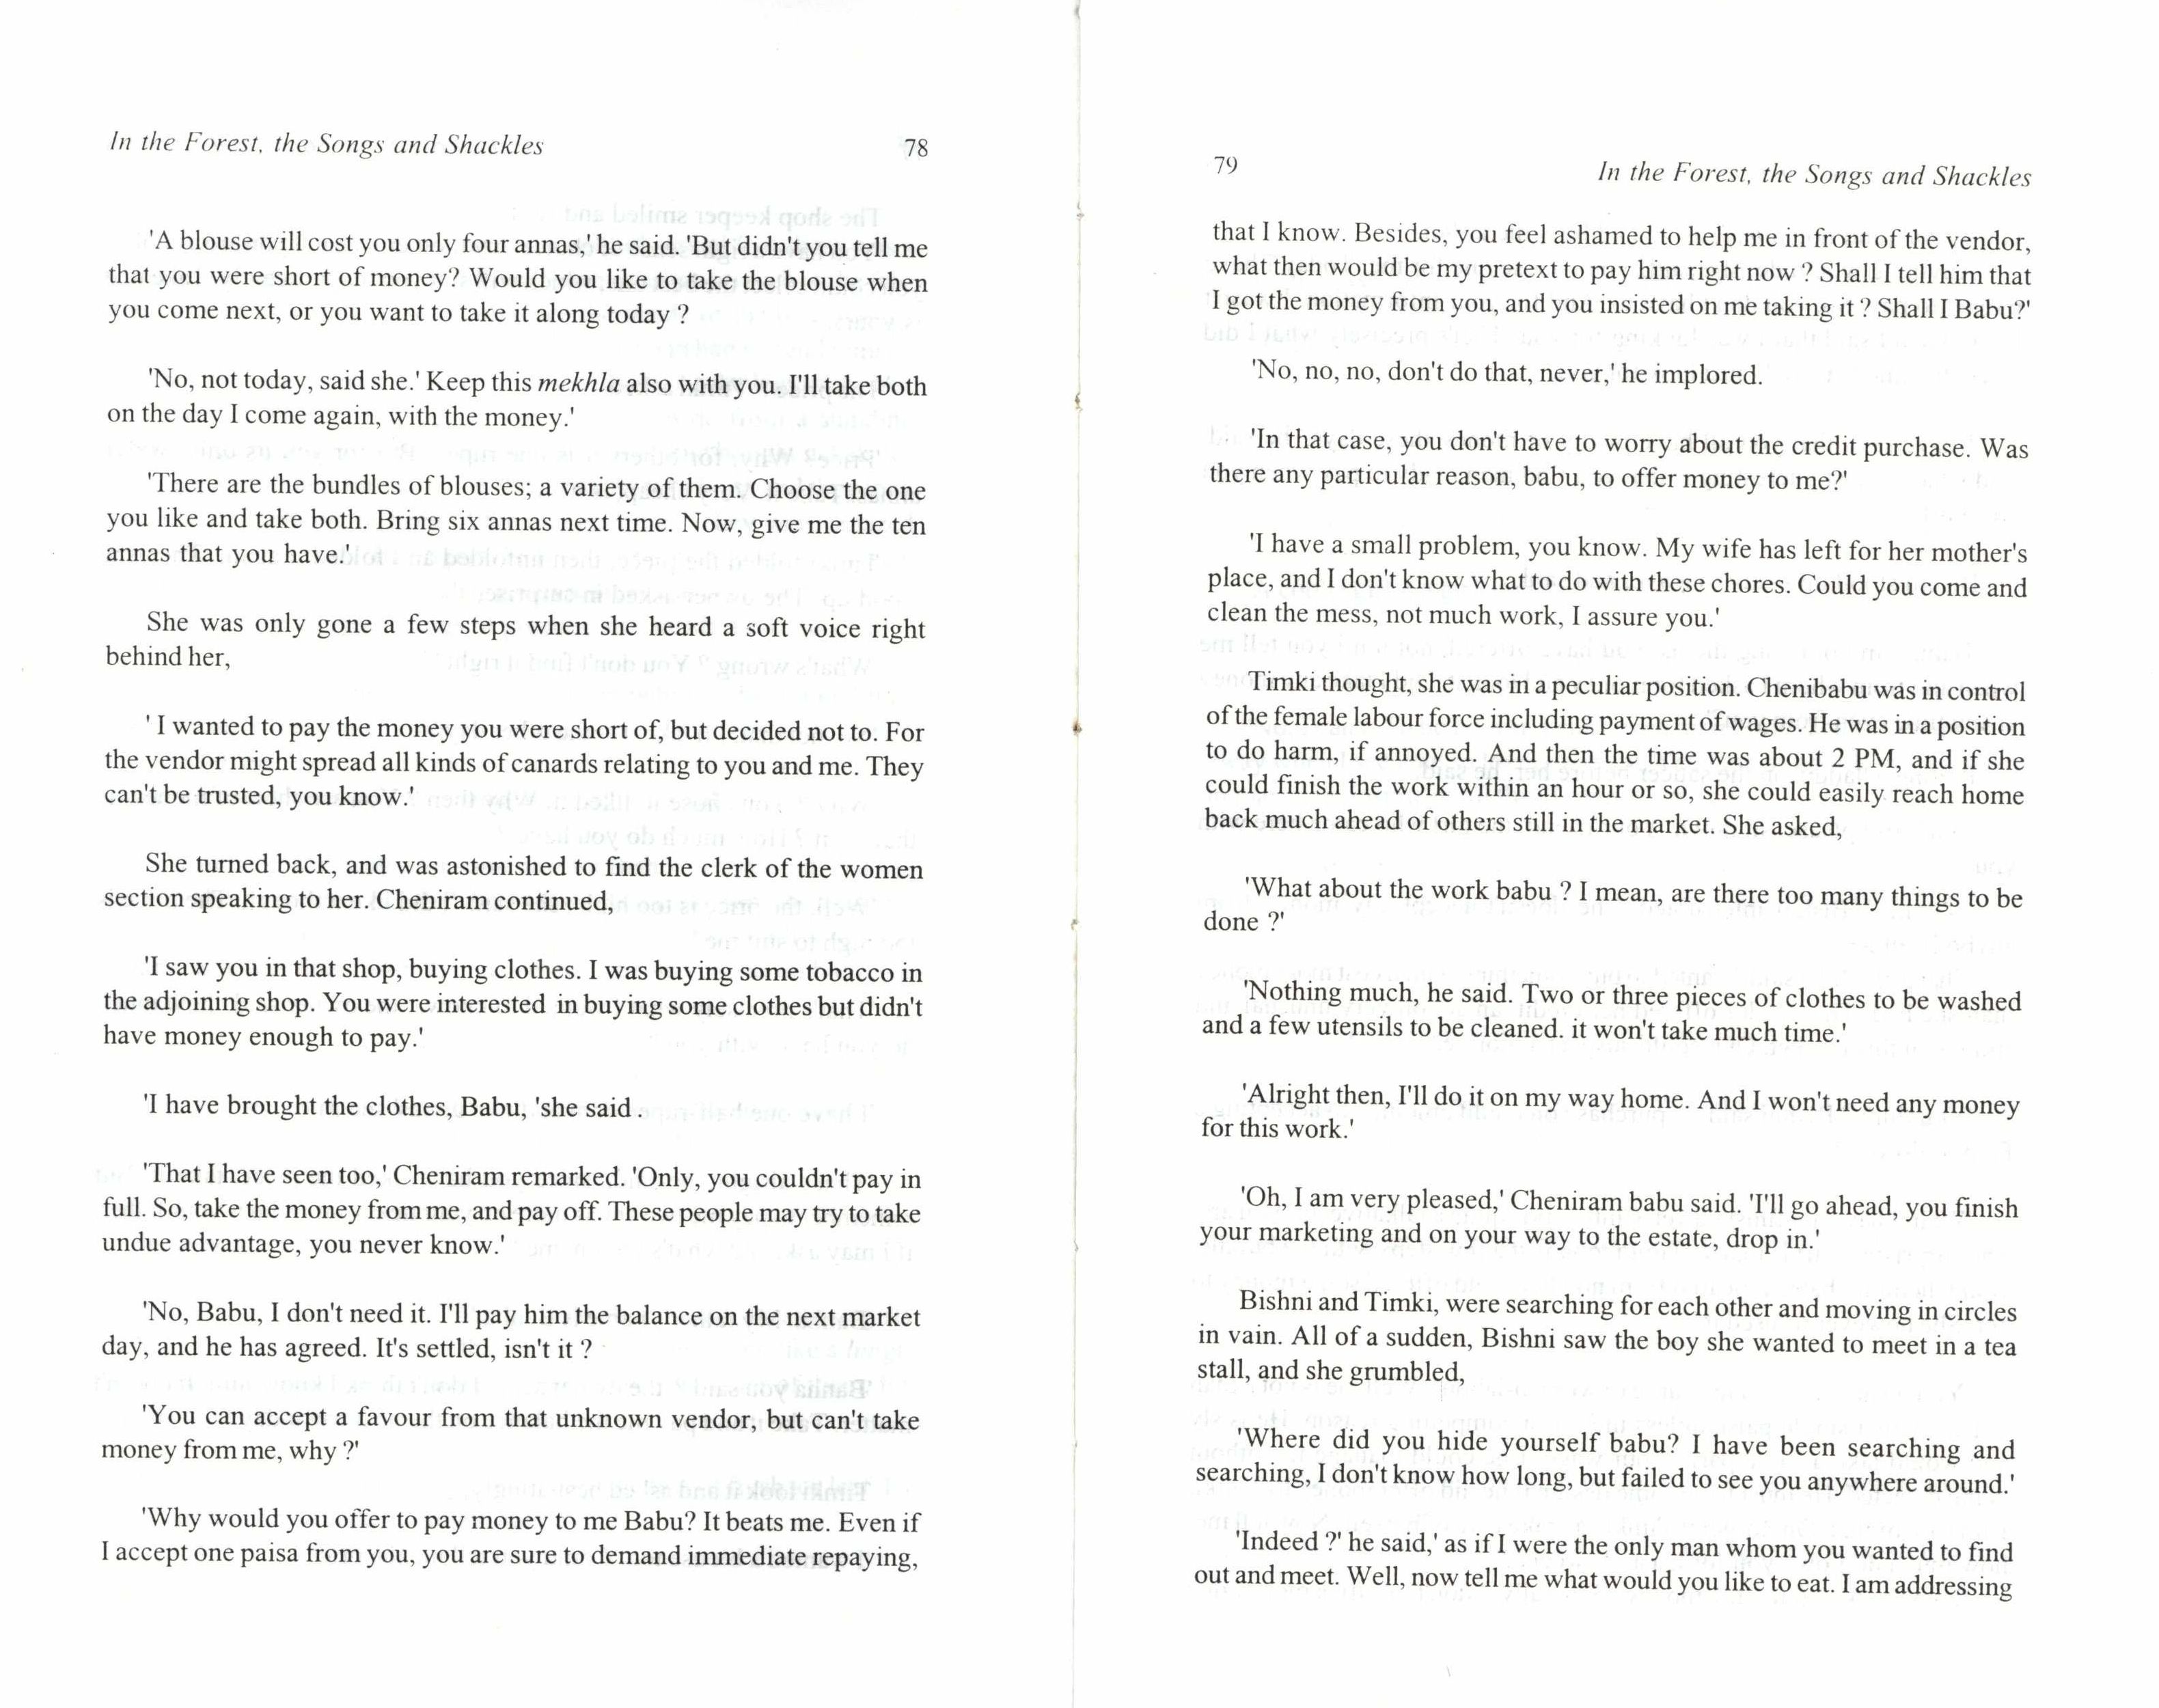 In the Forest, the Songs and Shackles 78
'A blouse will cost you only four annas,' he said. 'But didn't you tell me
that you were short of money? Would you like to take the blouse when
you come next, or you want to take it along today ?
'No, not today, said she.' Keep this mekhla also with you. I'll take both
on the day I come again, with the money.'
'There are the bundles of blouses; a variety of them. Choose the one
you like and take both. Bring six annas next time. Now, give me the ten
annas that you have.'
She was only gone a few steps when she heard a soft voice right
behind her,
' I wanted to pay the money you were short of, but decided not to. For
the vendor might spread all kinds of canards relating to you and me. They
can't be trusted, you know.'
She turned back, and was astonished to find the clerk of the women
section speaking to her. Cheniram continued,
'I saw you in that shop, buying clothes. I was buying some tobacco in
the adjoining shop. You were interested in buying some clothes but didn't
have money enough to pay.'
'I have brought the clothes, Babu, 'she said .
'That I have seen too,' Cheniram remarked. 'Only, you couldn't pay in
full. So, take the money from me, and pay off. These people may try to take
undue advantage, you never know.'
'No, Babu, I don't need it. I'll pay him the balance on the next market
day, and he has agreed. It's settled, isn't it ?
'You can accept a favour from that unknown vendor, but can't take
money from me, why ?'
'Why would you offer to pay money to me Babu? It beats me. Even if
I accept one paisa from you, you are sure to demand immediate repaying,
79 In the Forest, the Songs and Shackles
that I know. Besides, you feel ashamed to help me in front of the vendor,
what then would be my pretext to pay him right now ? Shall I tell him that
I got the money from you, and you insisted on me taking it ? Shall I Babu?'
'No, no, no, don't do that, never,' he implored.
'In that case, you don't have to worry about the credit purchase. Was
there any particular reason, babu, to offer money to me?'
'I have a small problem, you know. My wife has left for her mother's
place, and I don't know what to do with these chores. Could you come and
clean the mess, not much work, I assure you.'
Timki thought, she was in a peculiar position. Chenibabu was in control
of the female labour force including payment of wages. He was in a position
to do harm, if annoyed. And then the time was about 2 PM, and if she
could finish the work within an hour or so, she could easily reach home
back much ahead of others still in the market. She asked,
'What about the work babu ? I mean, are there too many things to be
done ?'
'Nothing much, he said. Two or three pieces of clothes to be washed
and a few utensils to be cleaned. it won't take much time.'
'Alright then, I'll do it on my way home. And I won't need any money
for this work.'
'Oh, I am very pleased,' Cheniram babu said. 'I'll go ahead, you finish
your marketing and on your way to the estate, drop in.'
Bishni and Timki, were searching for each other and moving in circles
in vain. All of a sudden, Bishni saw the boy she wanted to meet in a tea
stall, and she grumbled,
'Where did you hide yourself babu? I have been searching and
searching, I don't know how long, but failed to see you anywhere around.'
'Indeed ?' he said,' as if I were the only man whom you wanted to find
out and meet. Well, now tell me what would you like to eat. I am addressing